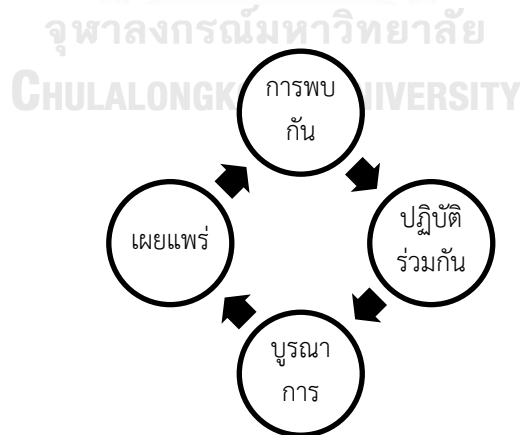 จุฬาลงกรณ์มหาวิทยาลัย
CHULALONGK IVERSITY
การพบ
กัน
ปฏิบัติ
ร่วมกัน
บูรณา
การ
เผยแพร่